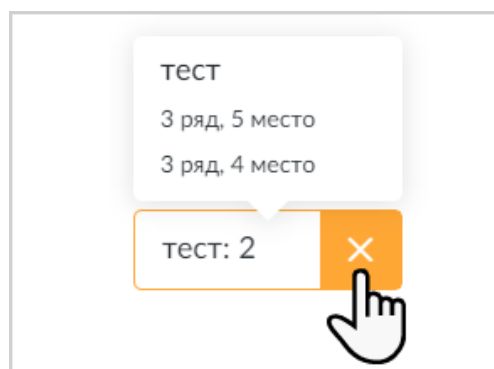 тест
3 ряд, 5 место
3 ряд, 4 место
тест: 2